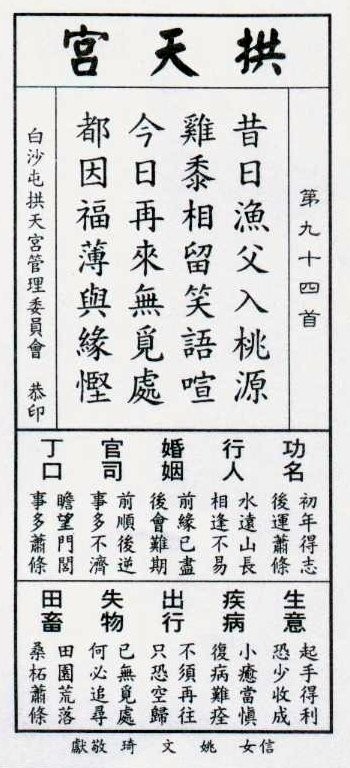 拱天宮
第九十四首
昔日漁父入桃源
雞黍相留笑語喧
今日再來無覓處
都因福薄與緣慳
白沙屯拱天宮管理委員會 恭印
功名
初年得志
後運蕭條
行人
水遠山長
相逢不易
婚姻
前緣已盡
後會難期
官司
前順後逆
事多不濟
丁口
瞻望門閭
事多蕭條
生意
起手得利
恐少收成
疾病
小癒當慎
復病難痊
出行
不須再往
只恐空歸
失物
已無覓處
何必追尋
田畜
田園荒落
桑柘蕭條
信女 姚文琦 敬獻